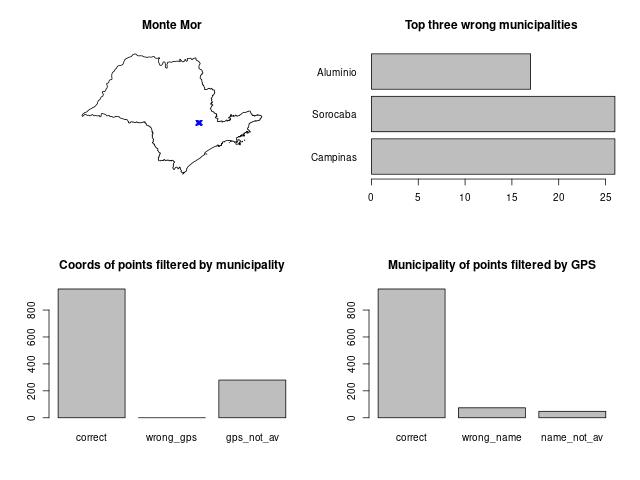 Monte Mor
Top three wrong municipalities
Alumínio
Sorocaba
Campinas
0 5 10 15 20 25
Coords of points filtered by municipality
800
600
400
200
0
correct wrong_gps gps_not_av
Municipality of points filtered by GPS
800
600
400
200
0
correct wrong_name name_not_av